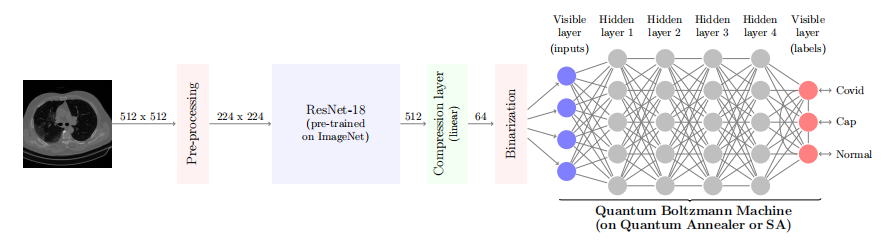 512 x 512
Pre-processing
224 x 224
ResNet-18
(pre-trained
on ImageNet)
512
Compression layer
(linear)
64
Binarization
Visible
layer
(inputs)
Hidden
layer 1
Hidden
layer 2
Hidden
layer 3
Hidden
layer 4
Visible
layer
(labels)
Covid
Cap
Normal
Quantum Boltzmann Machine
(on Quantum Annealer or SA)